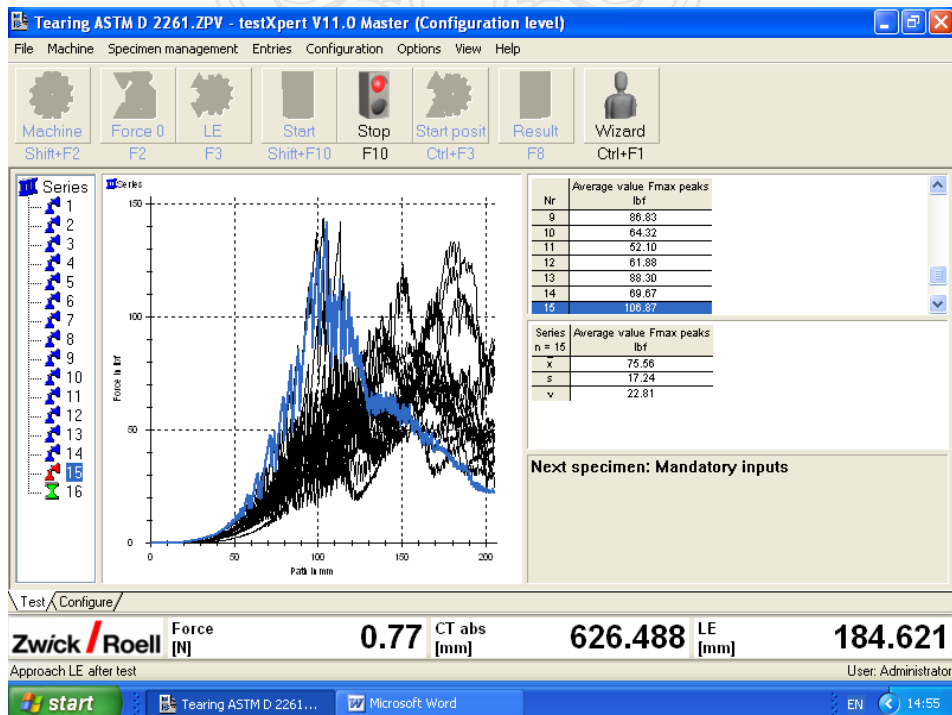 Tearing ASTM D 2261.ZPV - testXpert V11.0 Master (Configuration level)
File Machine Specimen management Entries Configuration Options View Help
Machine Force 0 LE Start Stop Start posit Result Wizard
Shift+F2 F2 F3 Shift+F10 F10 Ctrl+F3 F8 Ctrl+F1
Series
1
2
3
4
5
6
7
8
9
10
11
12
13
14
15
16
Series
150
100
50
0
Force in lbf
0 50 100 150 200
Path in mm
Nr Average value Fmax peaks
lbf
9 86.83
10 64.32
11 52.10
12 61.88
13 88.30
14 69.67
15 106.87
Series Average value Fmax peaks
n = 15 lbf
x̄ 75.56
s 17.24
v 22.81
Next specimen: Mandatory inputs
Test Configure
Zwick / Roell
Force
[N] 0.77
CT abs
[mm] 626.488
LE
[mm] 184.621
Approach LE after test User: Administrator
start Tearing ASTM D 2261... Microsoft Word EN 14:55